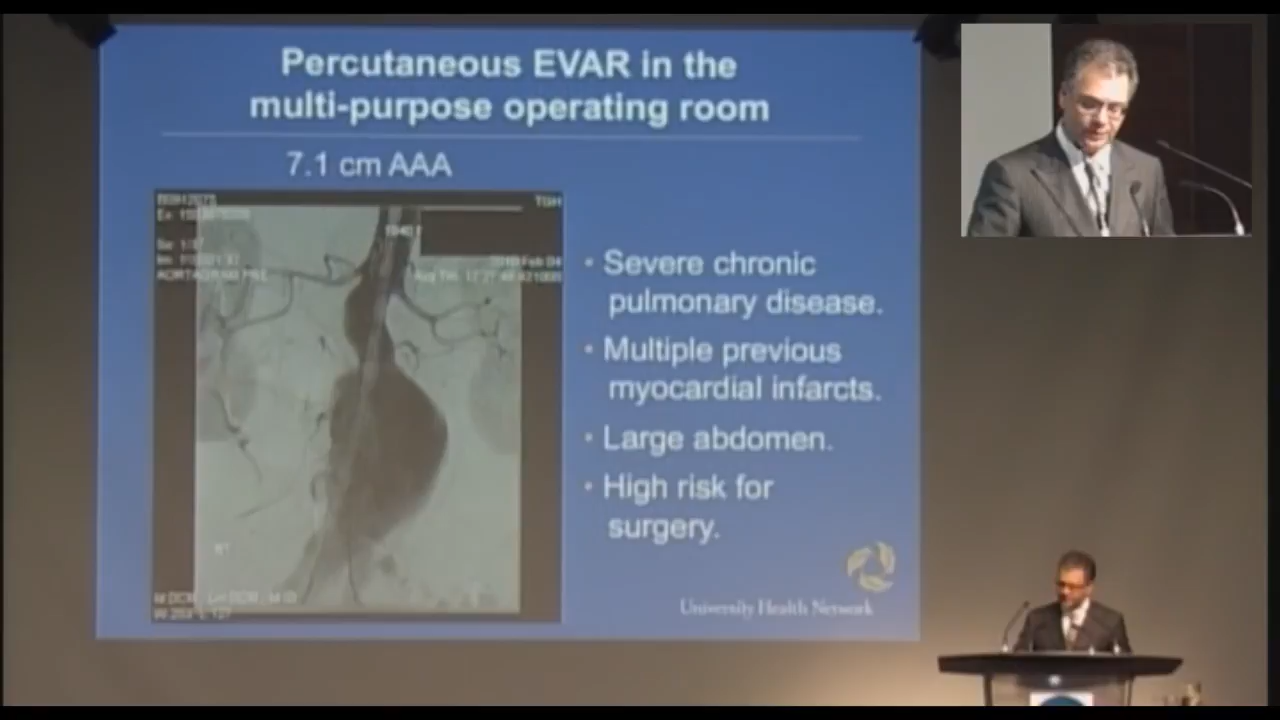 Percutaneous EVAR in the
multi-purpose operating room
7.1 cm AAA
TGH
• Severe chronic
pulmonary disease.
• Multiple previous
myocardial infarcts.
• Large abdomen.
• High risk for
surgery.
University Health Network